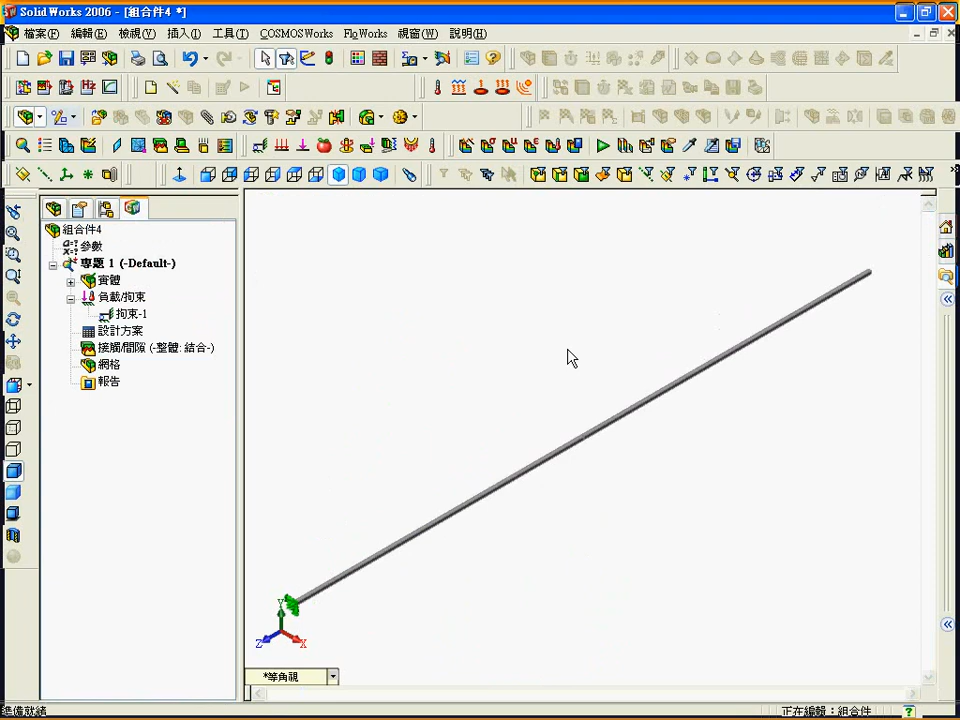 SolidWorks 2006 - [組合件4 *]
檔案(F) 編輯(E) 檢視(V) 插入(I) 工具(T) COSMOSWorks FloWorks 視窗(W) 說明(H)
組合件4
參數
專題 1 (-Default-)
實體
負載/拘束
拘束-1
設計方案
接觸/間隙 (-整體: 結合-)
網格
報告
Y
Z
X
*等角視
準備就緒
正在編輯：組合件